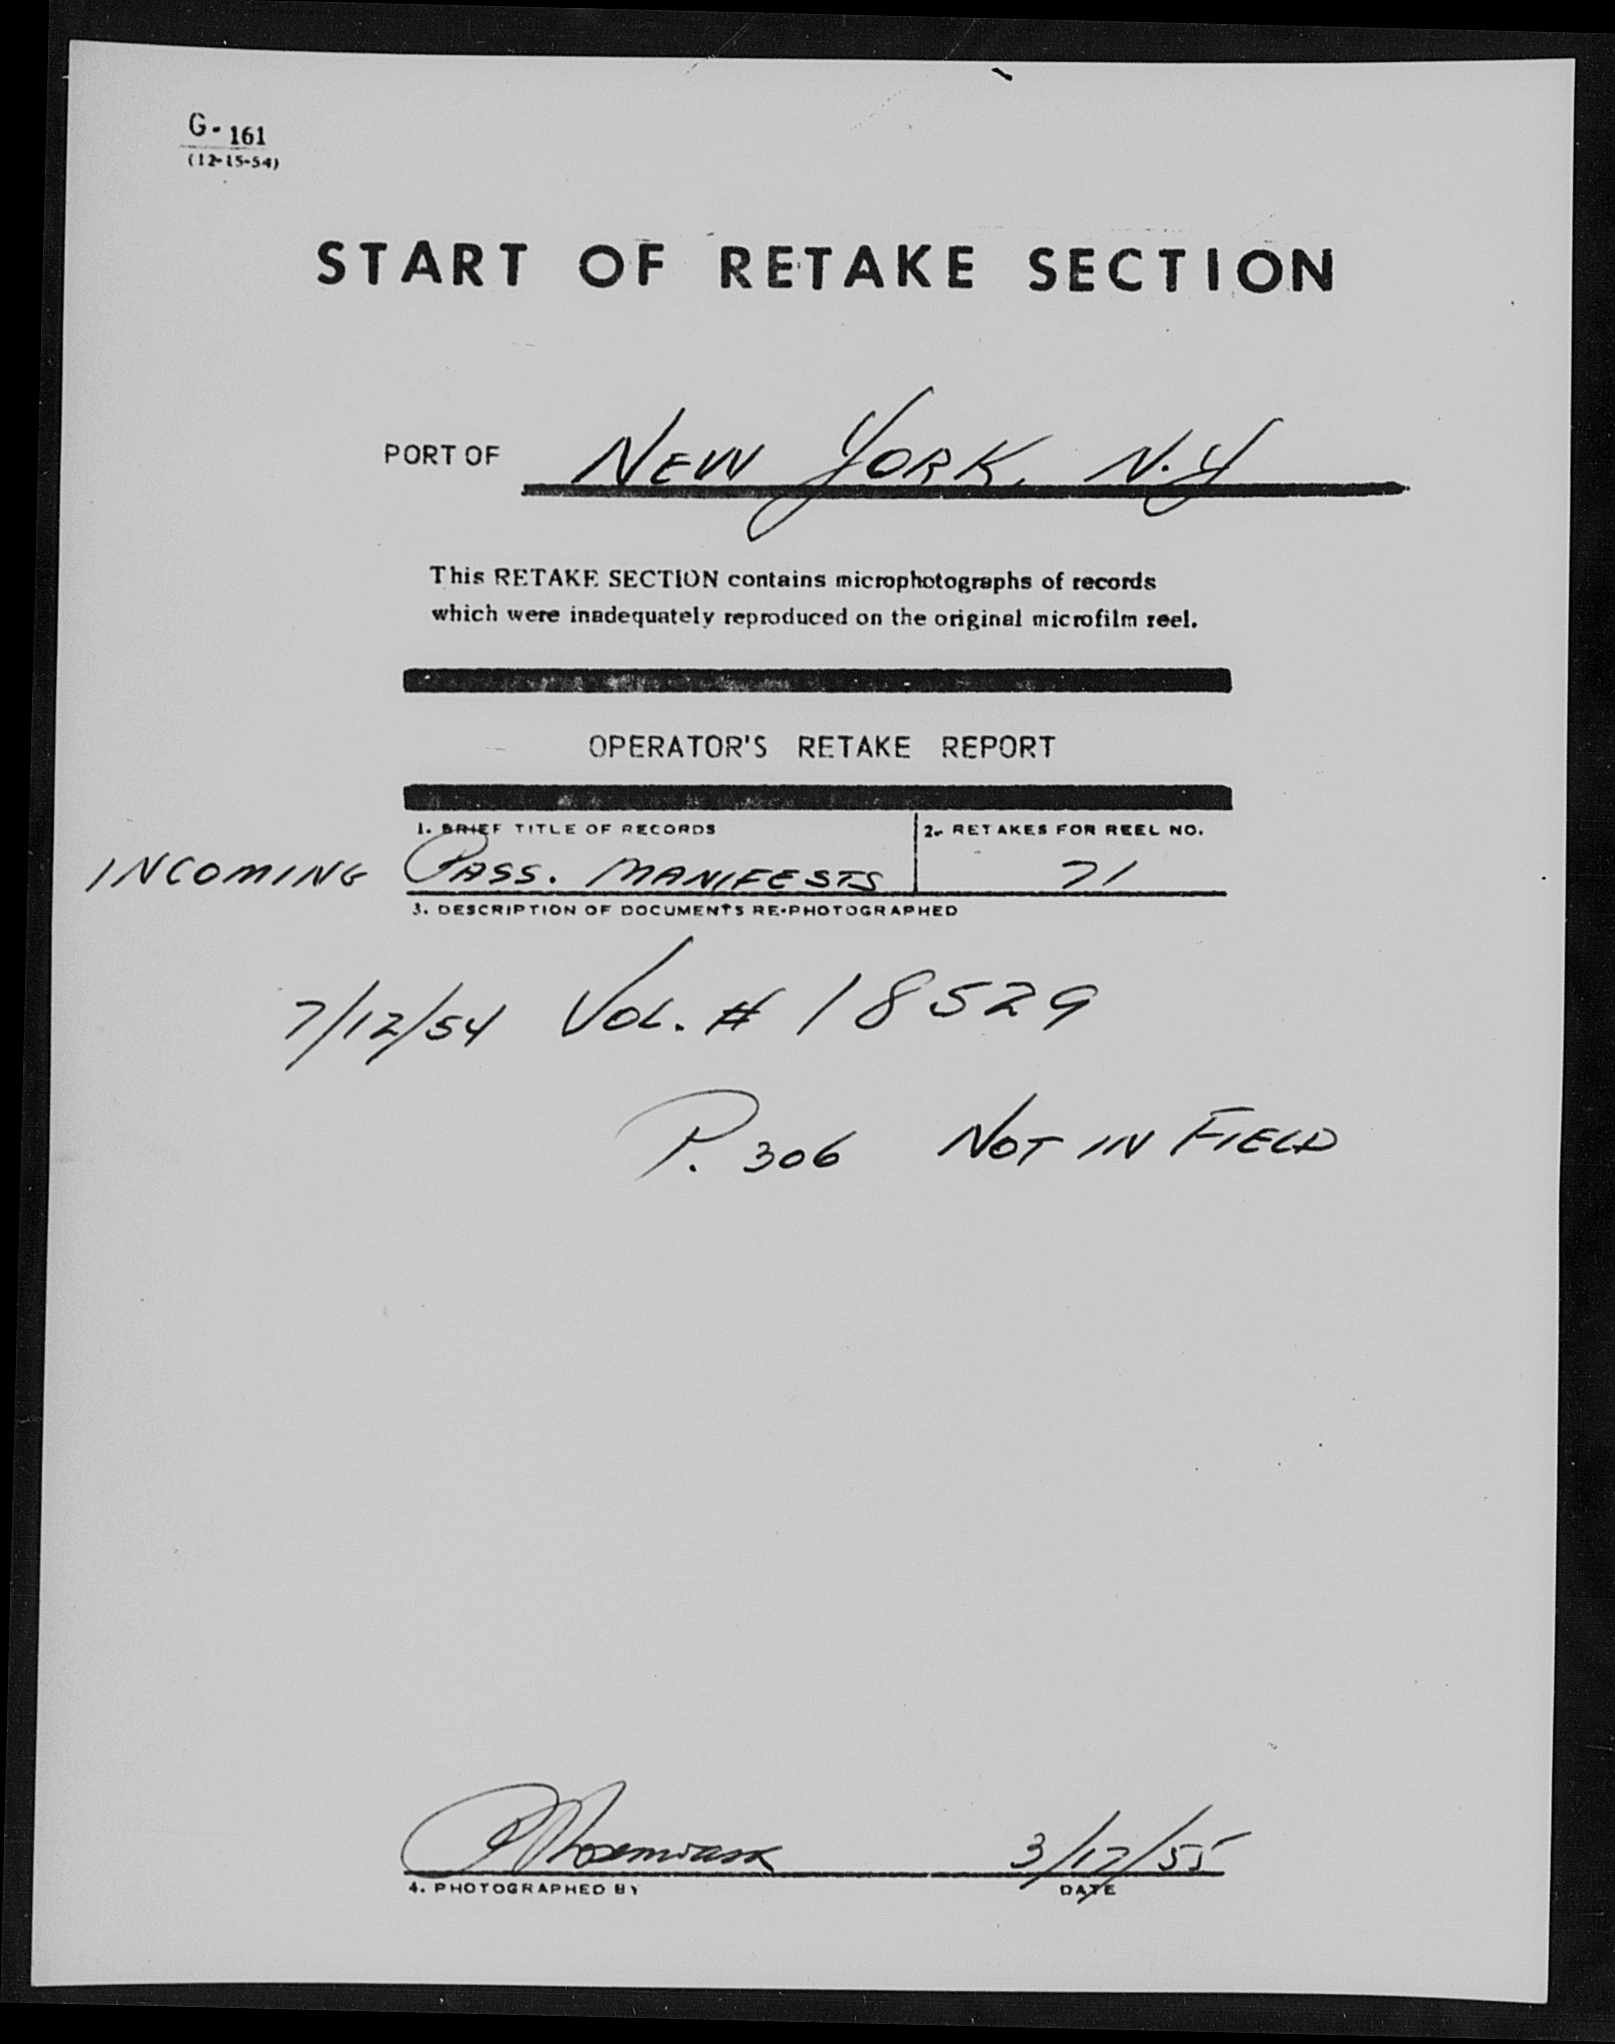 G-161
(12-15-54)
START OF RETAKE SECTION
PORT OF NEW YORK, N.Y
This RETAKE SECTION contains microphotographs of records
which were inadequately reproduced on the original microfilm reel.
OPERATOR'S RETAKE REPORT
1. BRIEF TITLE OF RECORDS 2. RETAKES FOR REEL NO.
INCOMING PASS. MANIFESTS 71
3. DESCRIPTION OF DOCUMENTS RE-PHOTOGRAPHED
7/12/54 VOL. # 18529
P. 306 NOT IN FIELD
3/17/55
4. PHOTOGRAPHED BY DATE